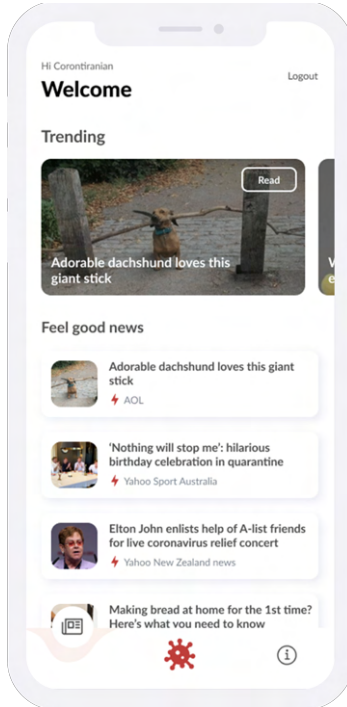 Hi Corontiranian
Logout
Welcome
Trending
Read
Adorable dachshund loves this
giant stick
Feel good news
Adorable dachshund loves this giant
stick
AOL
‘Nothing will stop me’: hilarious
birthday celebration in quarantine
Yahoo Sport Australia
Elton John enlists help of A-list friends
for live coronavirus relief concert
Yahoo New Zealand news
Making bread at home for the 1st time?
Here’s what you need to know